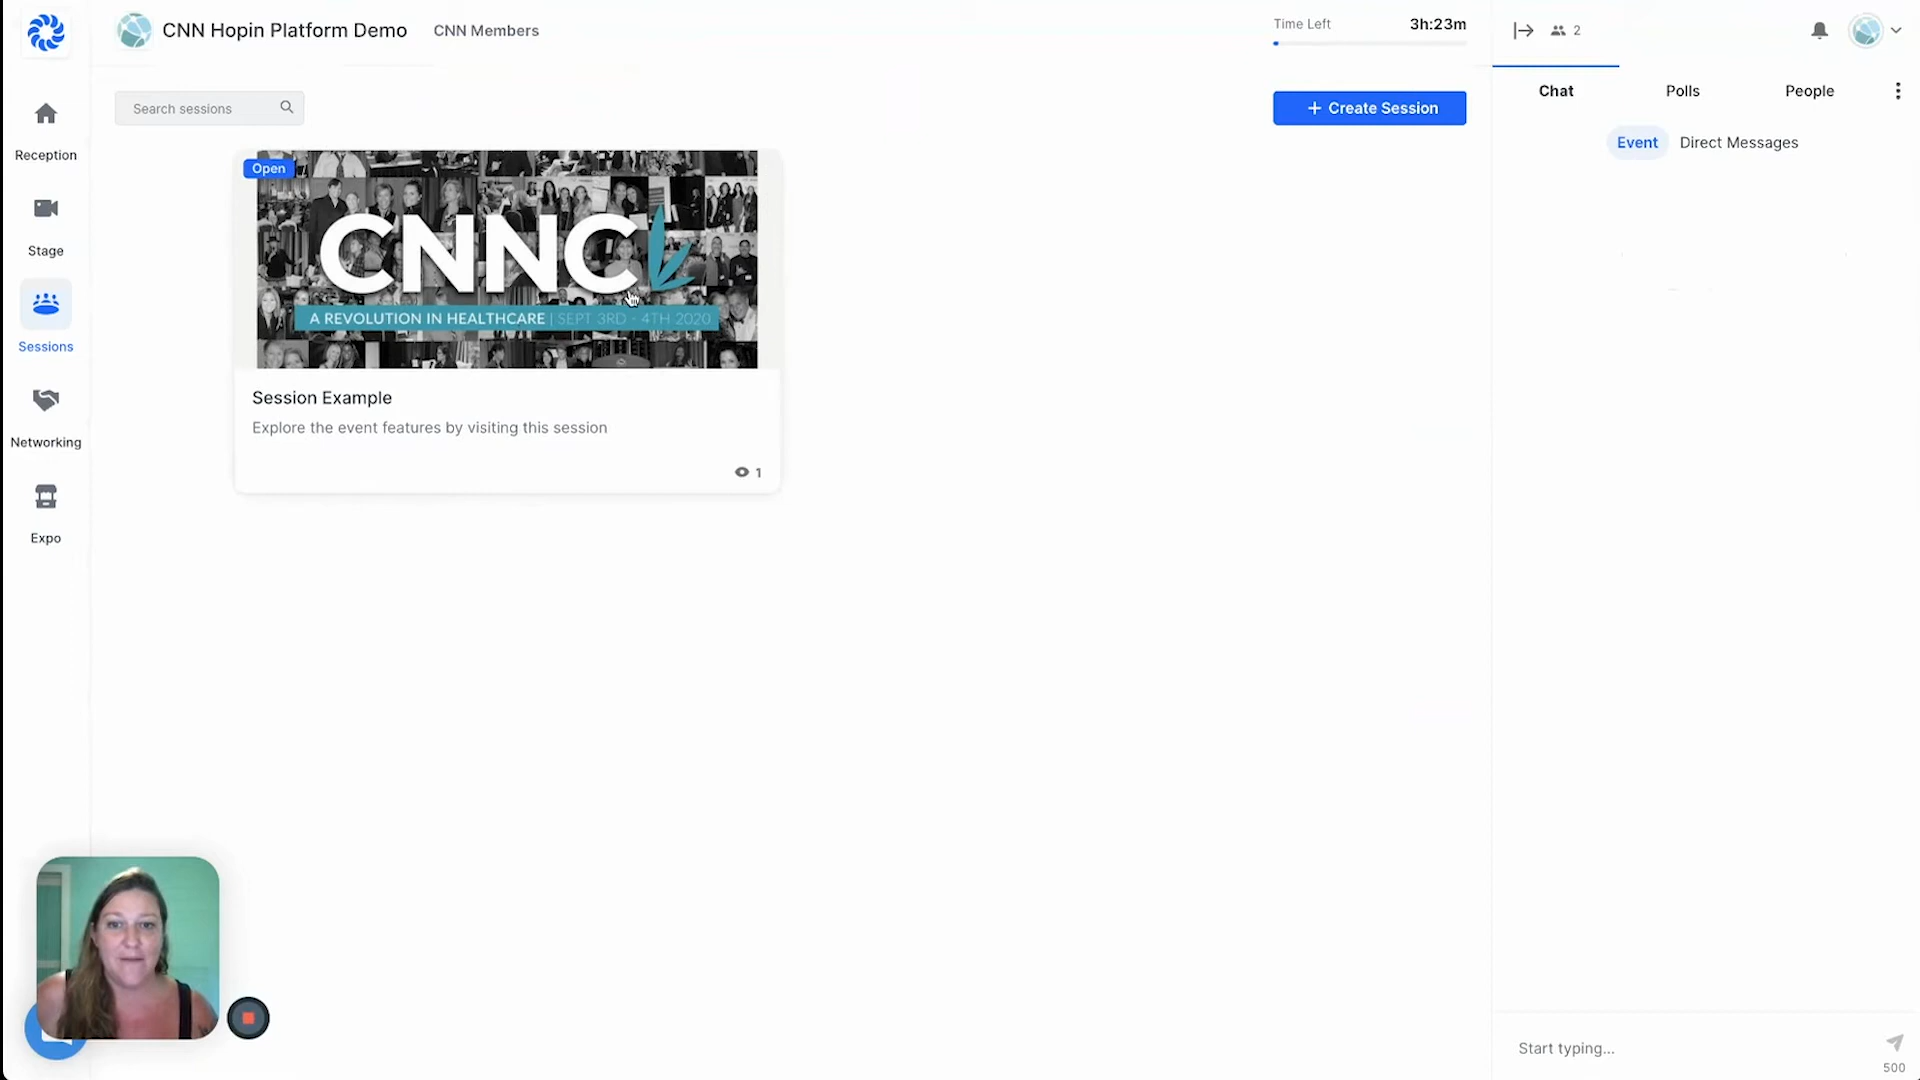 CNN Hopin Platform Demo
CNN Members
Time Left
3h:23m
2
Search sessions
+ Create Session
Chat
Polls
People
Event
Direct Messages
Reception
Stage
Sessions
Networking
Expo
Open
CNNC
A REVOLUTION IN HEALTHCARE | SEPT 3RD - 4TH 2020
Session Example
Explore the event features by visiting this session
1
Start typing...
500